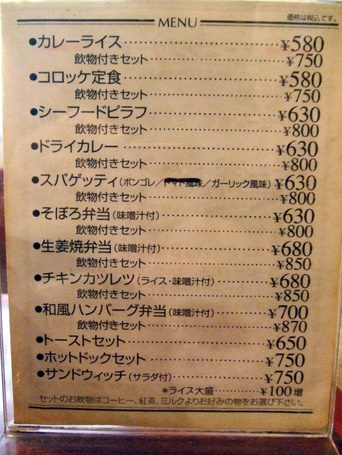 MENU
価格は税込です。
●カレーライス……………………¥580
飲物付きセット……………………¥750
●コロッケ定食……………………¥580
飲物付きセット……………………¥750
●シーフードピラフ……………………¥630
飲物付きセット……………………¥800
●ドライカレー……………………¥630
飲物付きセット……………………¥800
●スパゲッティ(ボンゴレ/トマト風味/ガーリック風味)¥630
飲物付きセット……………………¥800
●そぼろ弁当(味噌汁付)……………………¥630
飲物付きセット……………………¥800
●生姜焼弁当(味噌汁付)……………………¥680
飲物付きセット……………………¥850
●チキンカツレツ(ライス・味噌汁付)……¥680
飲物付きセット……………………¥850
●和風ハンバーグ弁当(味噌汁付)……¥700
飲物付きセット……………………¥870
●トーストセット……………………¥650
●ホットドックセット……………………¥750
●サンドウィッチ(サラダ付)……………………¥750
*ライス大盛……………………¥100増
セットのお飲物はコーヒー、紅茶、ミルクよりお好みの物をお選び下さい。